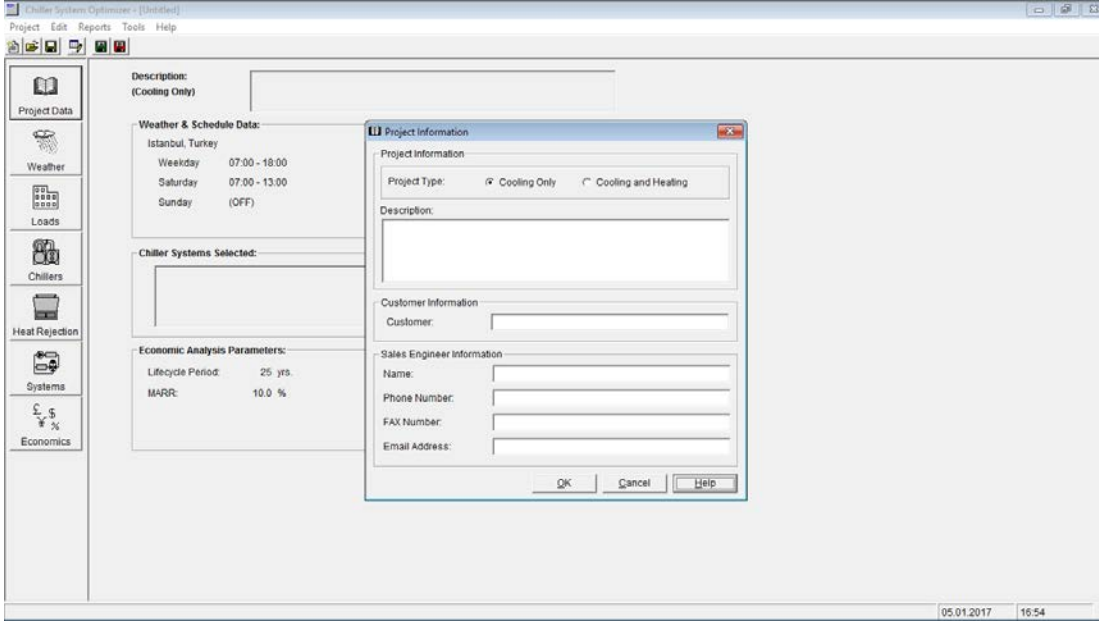 Chiller System Optimizer - [Untitled]
Project Edit Reports Tools Help
Project Data
Weather
Loads
Chillers
Heat Rejection
Systems
£ $ ¥ %
Economics
Description:
(Cooling Only)
Weather & Schedule Data:
Istanbul, Turkey
Weekday 07:00 - 18:00
Saturday 07:00 - 13:00
Sunday (OFF)
Chiller Systems Selected:
Economic Analysis Parameters:
Lifecycle Period: 25 yrs.
MARR: 10.0 %
Project Information
Project Information
Project Type: Cooling Only Cooling and Heating
Description:
Customer Information
Customer:
Sales Engineer Information
Name:
Phone Number:
FAX Number:
Email Address:
OK Cancel Help
05.01.2017 16:54